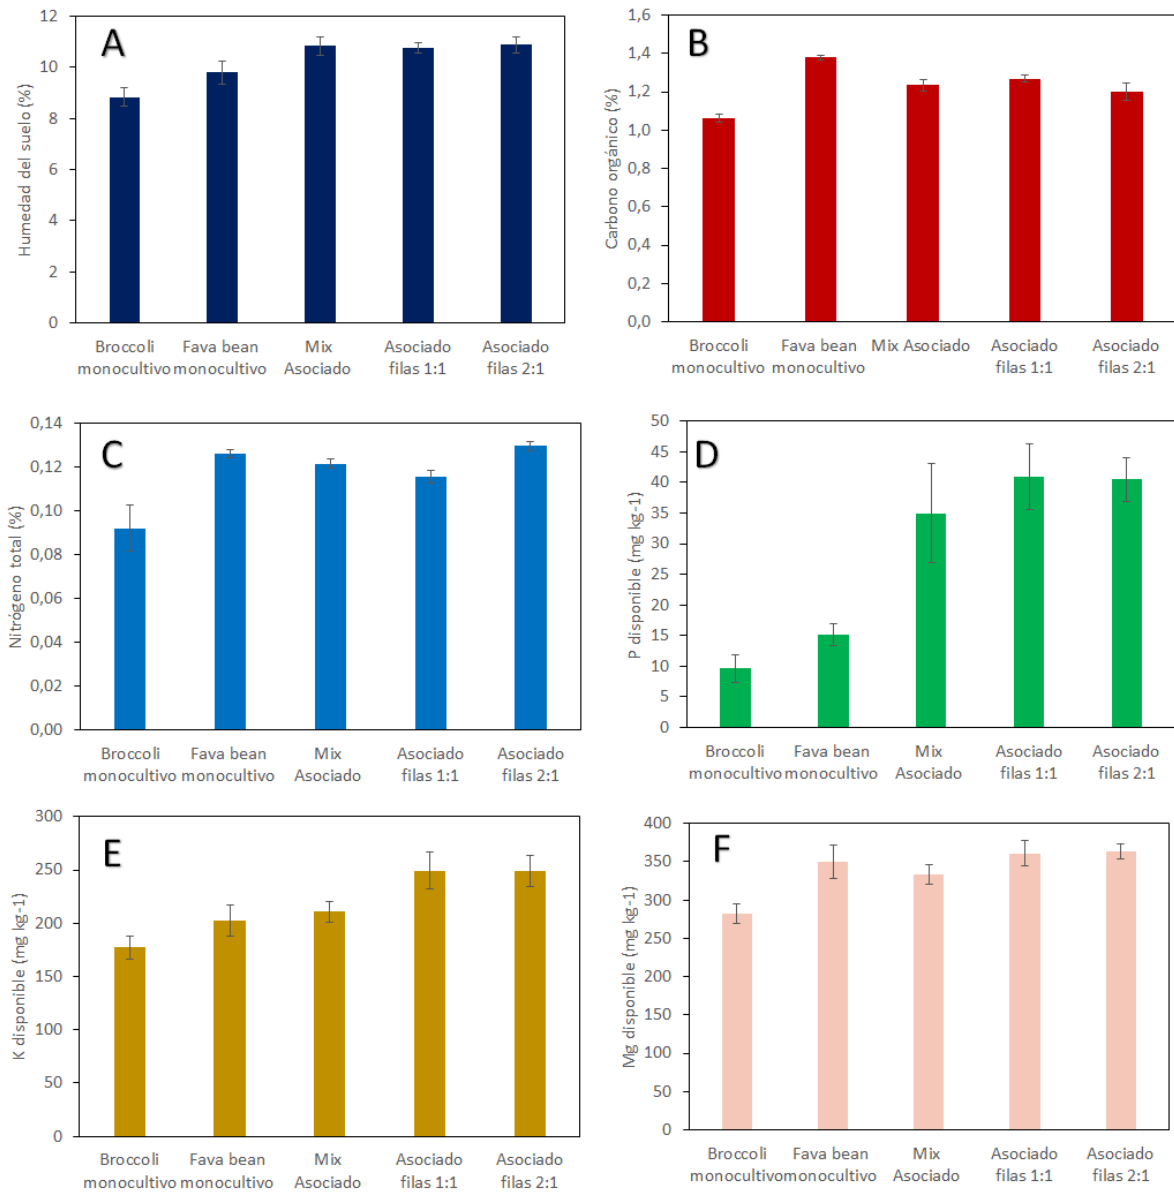 A
Humedad del suelo (%)
12
10
8
6
4
2
0
Broccoli monocultivo
Fava bean monocultivo
Mix Asociado
Asociado filas 1:1
Asociado filas 2:1
B
Carbono orgánico (%)
1,6
1,4
1,2
1,0
0,8
0,6
0,4
0,2
0,0
Broccoli monocultivo
Fava bean monocultivo
Mix Asociado
Asociado filas 1:1
Asociado filas 2:1
C
Nitrógeno total (%)
0,14
0,12
0,10
0,08
0,06
0,04
0,02
0,00
Broccoli monocultivo
Fava bean monocultivo
Mix Asociado
Asociado filas 1:1
Asociado filas 2:1
D
P disponible (mg kg-1)
50
45
40
35
30
25
20
15
10
5
0
Broccoli monocultivo
Fava bean monocultivo
Mix Asociado
Asociado filas 1:1
Asociado filas 2:1
E
K disponible (mg kg-1)
300
250
200
150
100
50
0
Broccoli monocultivo
Fava bean monocultivo
Mix Asociado
Asociado filas 1:1
Asociado filas 2:1
F
Mg disponible (mg kg-1)
400
350
300
250
200
150
100
50
0
Broccoli monocultivo
Fava bean monocultivo
Mix Asociado
Asociado filas 1:1
Asociado filas 2:1